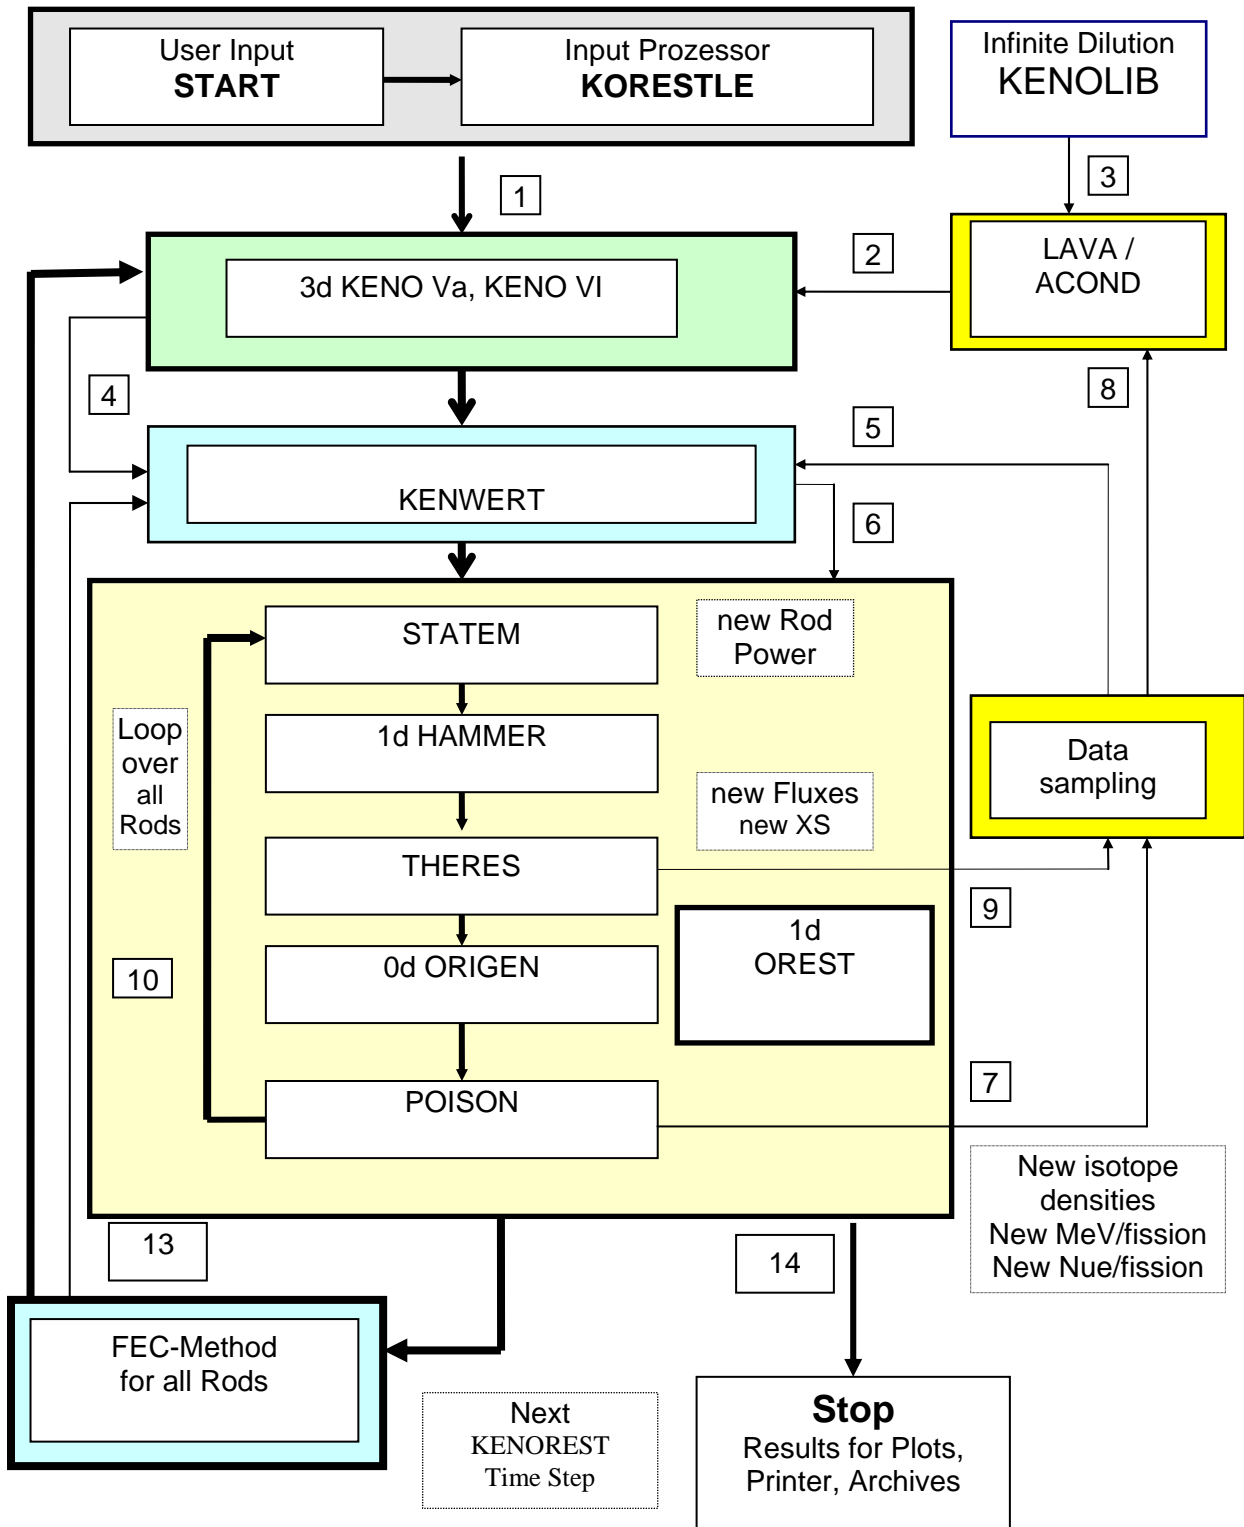 User Input
START
Input Prozessor
KORESTLE
Infinite Dilution
KENOLIB
1
3
3d KENO Va, KENO VI
2
LAVA /
ACOND
4
8
5
KENWERT
6
STATEM
new Rod
Power
Loop
over
all
Rods
1d HAMMER
Data
sampling
new Fluxes
new XS
THERES
9
1d
OREST
10
0d ORIGEN
7
POISON
New isotope
densities
New MeV/fission
New Nue/fission
13
14
FEC-Method
for all Rods
Next
KENOREST
Time Step
Stop
Results for Plots,
Printer, Archives